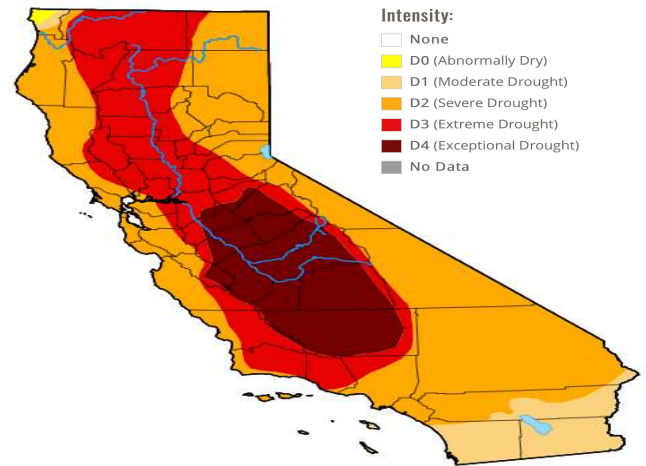 Intensity:
None
D0 (Abnormally Dry)
D1 (Moderate Drought)
D2 (Severe Drought)
D3 (Extreme Drought)
D4 (Exceptional Drought)
No Data